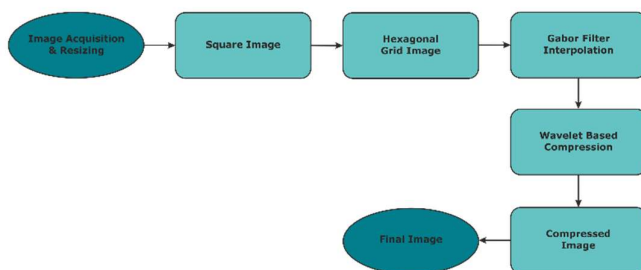 Image Acquisition
& Resizing
Square Image
Hexagonal
Grid Image
Gabor Filter
Interpolation
Wavelet Based
Compression
Compressed
Image
Final Image